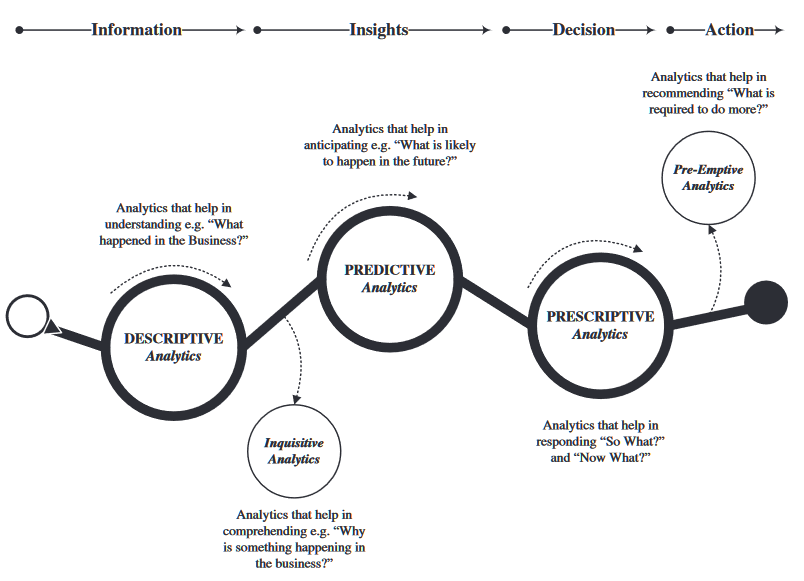 Information
Insights
Decision
Action
Analytics that help in
recommending “What is
required to do more?”
Pre-Emptive
Analytics
Analytics that help in
anticipating e.g. “What is likely
to happen in the future?”
PREDICTIVE
Analytics
Analytics that help in
understanding e.g. “What
happened in the Business?”
DESCRIPTIVE
Analytics
PRESCRIPTIVE
Analytics
Analytics that help in
responding “So What?”
and “Now What?”
Inquisitive
Analytics
Analytics that help in
comprehending e.g. “Why
is something happening in
the business?”